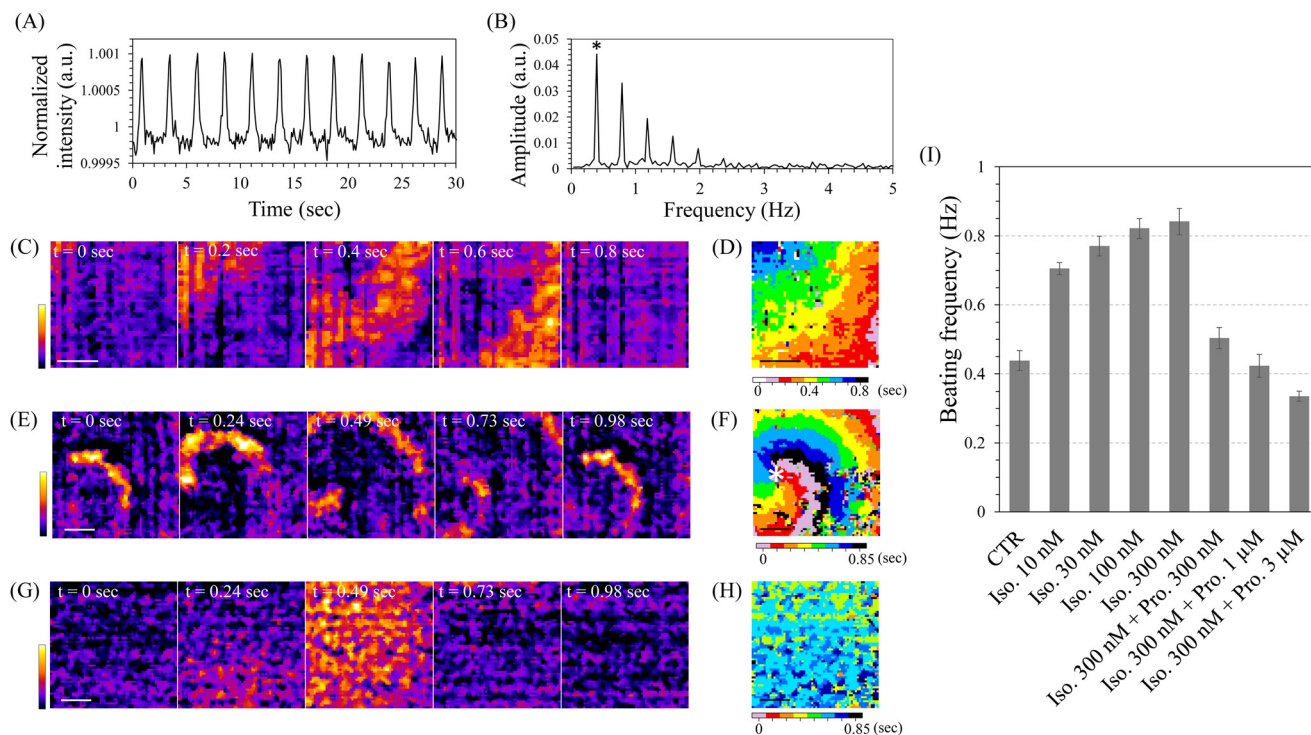 (A)
Normalized
intensity (a.u.)
1.001
1.0005
1
0.9995
0 5 10 15 20 25 30
Time (sec)
(B)
Amplitude (a.u.)
0.05
0.04
0.03
0.02
0.01
0
*
0 1 2 3 4 5
Frequency (Hz)
(C)
t = 0 sec t = 0.2 sec t = 0.4 sec t = 0.6 sec t = 0.8 sec
(D)
0 0.4 0.8 (sec)
(E)
t = 0 sec t = 0.24 sec t = 0.49 sec t = 0.73 sec t = 0.98 sec
(F)
*
0 0.85 (sec)
(G)
t = 0 sec t = 0.24 sec t = 0.49 sec t = 0.73 sec t = 0.98 sec
(H)
0 0.85 (sec)
(I)
Beating frequency (Hz)
1
0.8
0.6
0.4
0.2
0
CTR
Iso. 10 nM
Iso. 30 nM
Iso. 100 nM
Iso. 300 nM
Iso. 300 nM + Pro. 300 nM
Iso. 300 nM + Pro. 1 μM
Iso. 300 nM + Pro. 3 μM